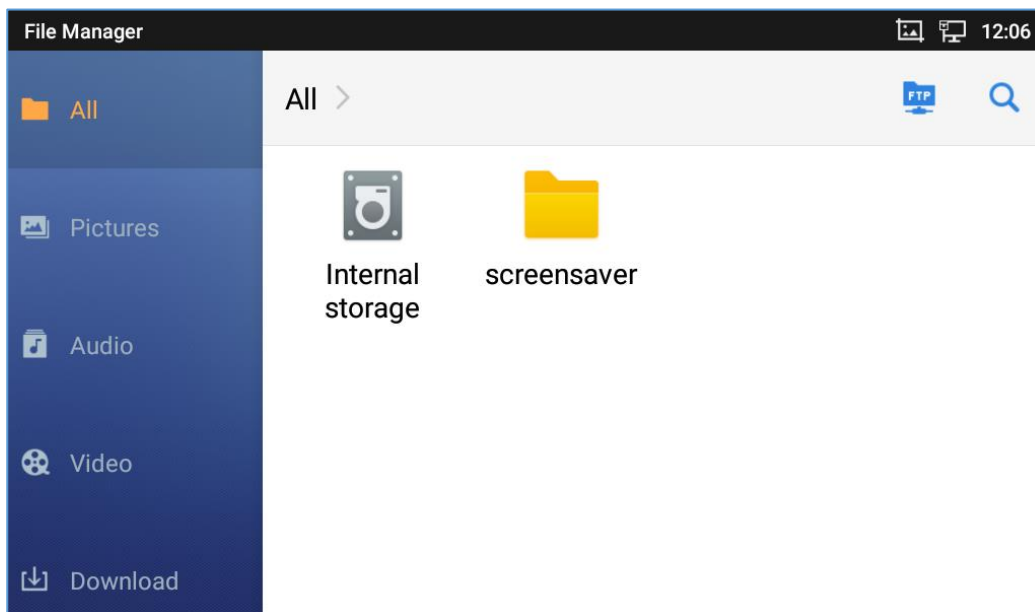 File Manager
12:06
All
Pictures
Audio
Video
Download
All
FTP
Internal
storage
screensaver